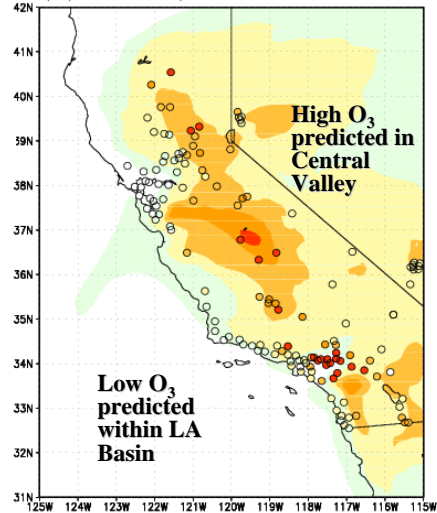 42N
41N
40N
39N
38N
37N
36N
35N
34N
33N
32N
31N
High O3
predicted in
Central
Valley
Low O3
predicted
within LA
Basin
125W 124W 123W 122W 121W 120W 119W 118W 117W 116W 115W